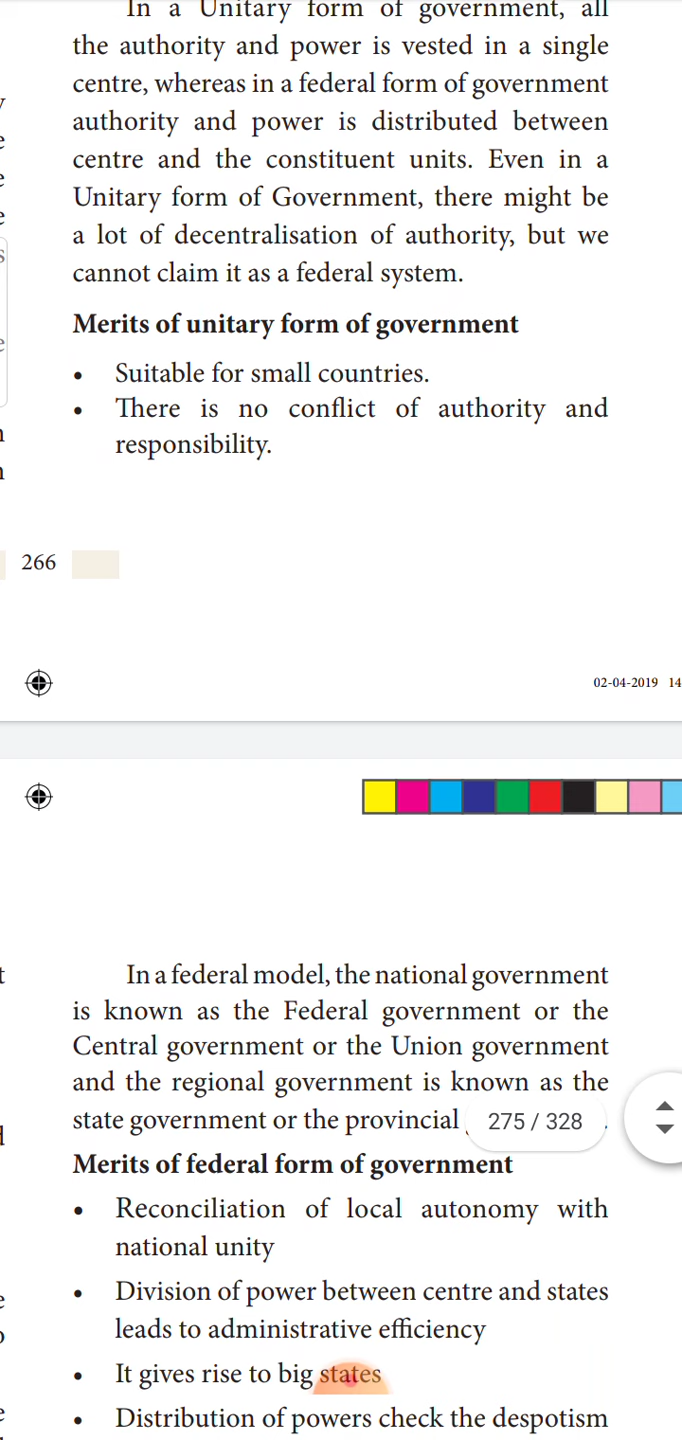 In a Unitary form of government, all
the authority and power is vested in a single
centre, whereas in a federal form of government
authority and power is distributed between
centre and the constituent units. Even in a
Unitary form of Government, there might be
a lot of decentralisation of authority, but we
cannot claim it as a federal system.
Merits of unitary form of government
• Suitable for small countries.
• There is no conflict of authority and
responsibility.
266
02-04-2019 14
In a federal model, the national government
is known as the Federal government or the
Central government or the Union government
and the regional government is known as the
state government or the provincial
275 / 328
Merits of federal form of government
• Reconciliation of local autonomy with
national unity
• Division of power between centre and states
leads to administrative efficiency
• It gives rise to big states
• Distribution of powers check the despotism